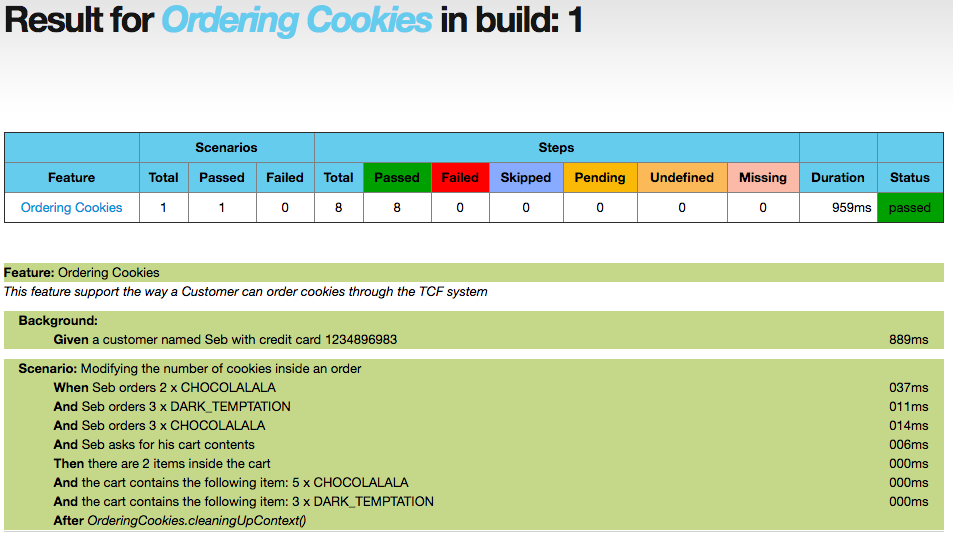 Result for Ordering Cookies in build: 1
Scenarios Steps
Feature Total Passed Failed Total Passed Failed Skipped Pending Undefined Missing Duration Status
Ordering Cookies 1 1 0 8 8 0 0 0 0 0 959ms passed
Feature: Ordering Cookies
This feature support the way a Customer can order cookies through the TCF system
Background:
Given a customer named Seb with credit card 1234896983 889ms
Scenario: Modifying the number of cookies inside an order
When Seb orders 2 x CHOCOLALALA 037ms
And Seb orders 3 x DARK_TEMPTATION 011ms
And Seb orders 3 x CHOCOLALALA 014ms
And Seb asks for his cart contents 006ms
Then there are 2 items inside the cart 000ms
And the cart contains the following item: 5 x CHOCOLALALA 000ms
And the cart contains the following item: 3 x DARK_TEMPTATION 000ms
After OrderingCookies.cleaningUpContext()